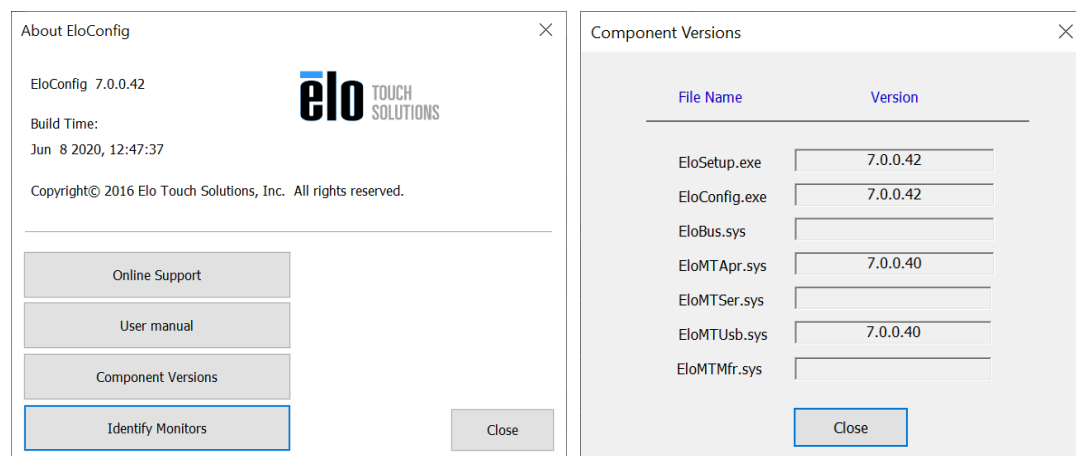 About EloConfig
EloConfig 7.0.0.42
elo TOUCH SOLUTIONS
Build Time:
Jun 8 2020, 12:47:37
Copyright© 2016 Elo Touch Solutions, Inc. All rights reserved.
Online Support
User manual
Component Versions
Identify Monitors
Close
Component Versions
File Name Version
EloSetup.exe 7.0.0.42
EloConfig.exe 7.0.0.42
EloBus.sys
EloMTApr.sys 7.0.0.40
EloMTSer.sys
EloMTUsb.sys 7.0.0.40
EloMTMfr.sys
Close